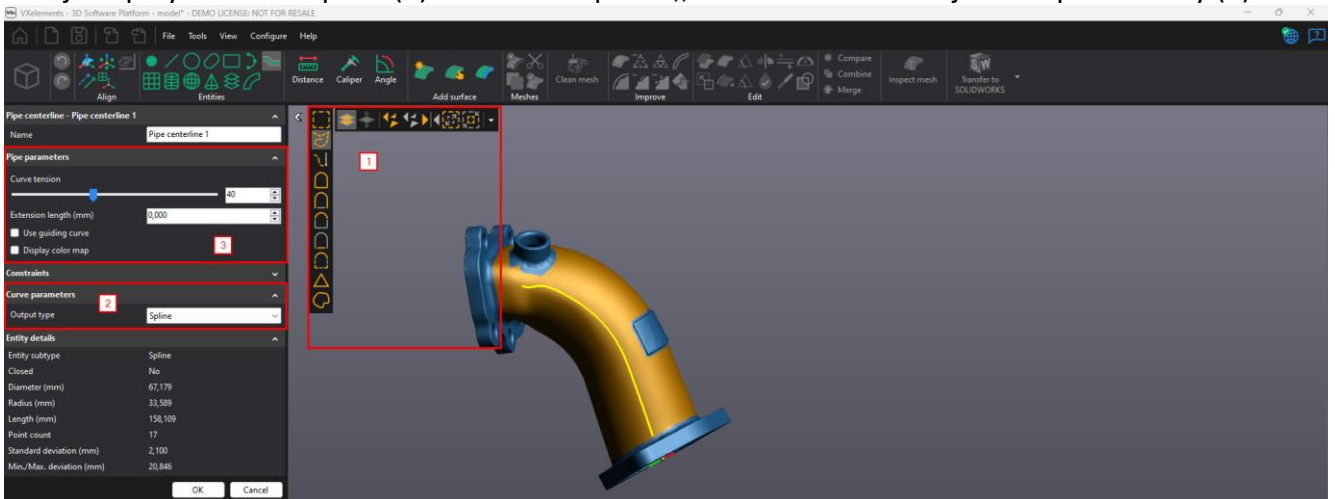 VXelements - 3D Software Platform - model* - DEMO LICENSE: NOT FOR RESALE
File Tools View Configure Help
Align
Entities
Distance
Caliper
Angle
Add surface
Meshes
Clean mesh
Improve
Edit
Compare
Combine
Merge
Inspect mesh
Transfer to SOLIDWORKS
Pipe centerline - Pipe centerline 1
Name Pipe centerline 1
Pipe parameters
Curve tension
40
Extension length (mm) 0,000
Use guiding curve
Display color map
3
Constraints
Curve parameters
2
Output type Spline
Entity details
Entity subtype Spline
Closed No
Diameter (mm) 67,179
Radius (mm) 33,589
Length (mm) 158,109
Point count 17
Standard deviation (mm) 2,100
Min./Max. deviation (mm) 20,846
OK Cancel
1